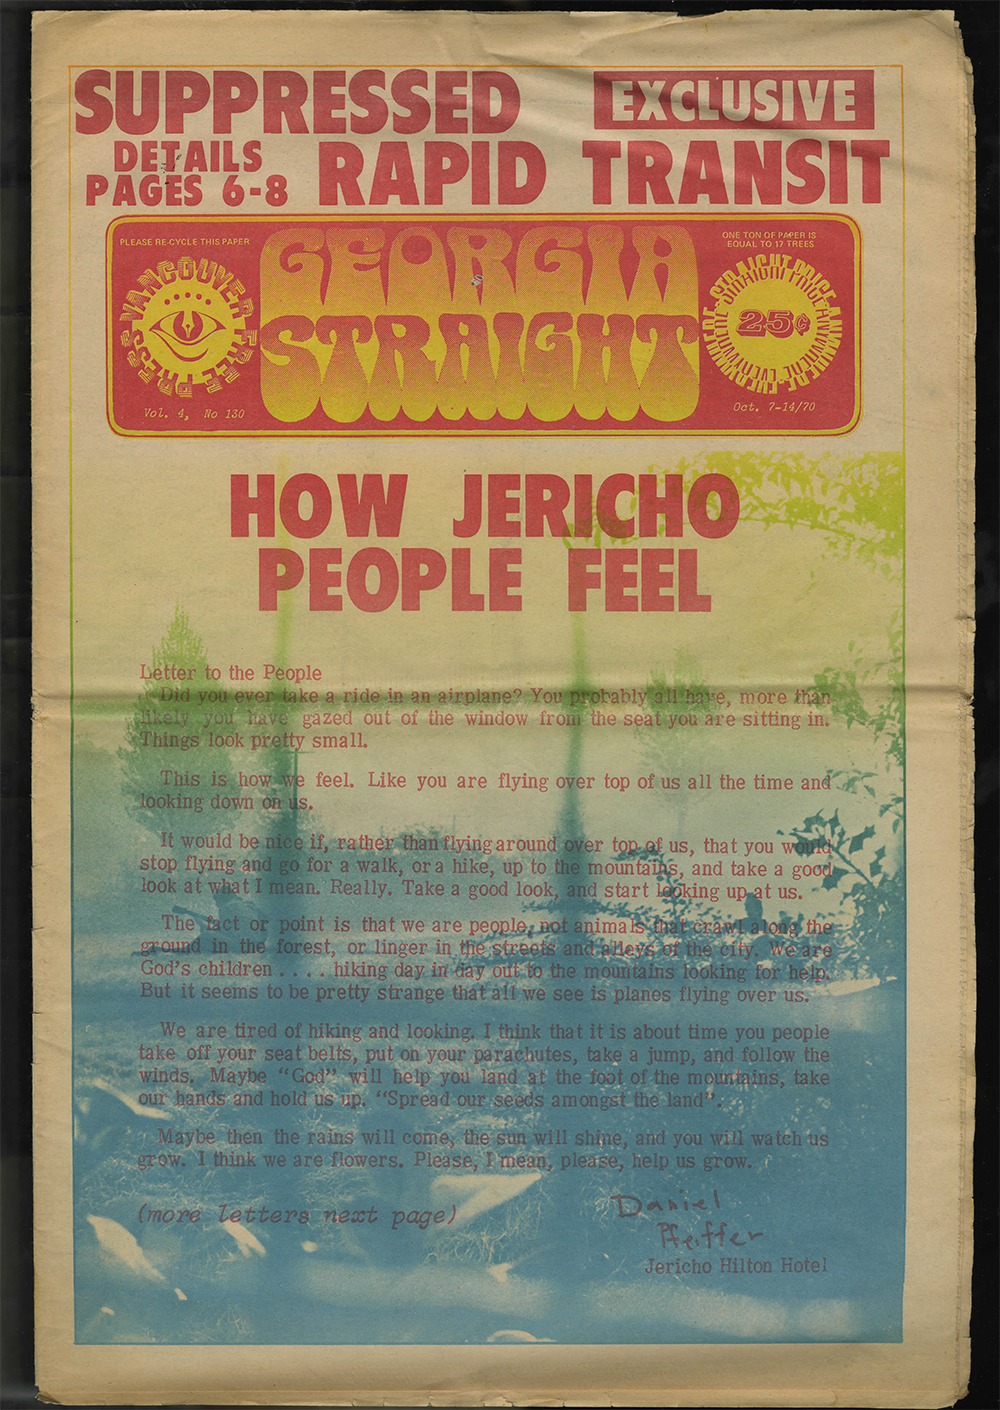 SUPPRESSED EXCLUSIVE
DETAILS
PAGES 6-8
RAPID TRANSIT
PLEASE RE-CYCLE THIS PAPER
ONE TON OF PAPER IS
EQUAL TO 17 TREES
VANCOUVER FREE PRESS
GEORGIA
STRAIGHT
STRAIGHT PRICE
25¢
Vol. 4, No 130
Oct. 7-14/70
HOW JERICHO
PEOPLE FEEL
Letter to the People
Did you ever take a ride in an airplane? You probably all have, more than
likely you have gazed out of the window from the seat you are sitting in.
Things look pretty small.
This is how we feel. Like you are flying over top of us all the time and
looking down on us.
It would be nice if, rather than flying around over top of us, that you would
stop flying and go for a walk, or a hike, up to the mountains, and take a good
look at what I mean. Really. Take a good look, and start looking up at us.
The fact or point is that we are people, not animals that crawl along the
ground in the forest, or linger in the streets and alleys of the city. We are
God's children . . . . hiking day in day out to the mountains looking for help.
But it seems to be pretty strange that all we see is planes flying over us.
We are tired of hiking and looking. I think that it is about time you people
take off your seat belts, put on your parachutes, take a jump, and follow the
winds. Maybe "God" will help you land at the foot of the mountains, take
our hands and hold us up. "Spread our seeds amongst the land".
Maybe then the rains will come, the sun will shine, and you will watch us
grow. I think we are flowers. Please, I mean, please, help us grow.
(more letters next page)
Daniel
Pfeiffer
Jericho Hilton Hotel